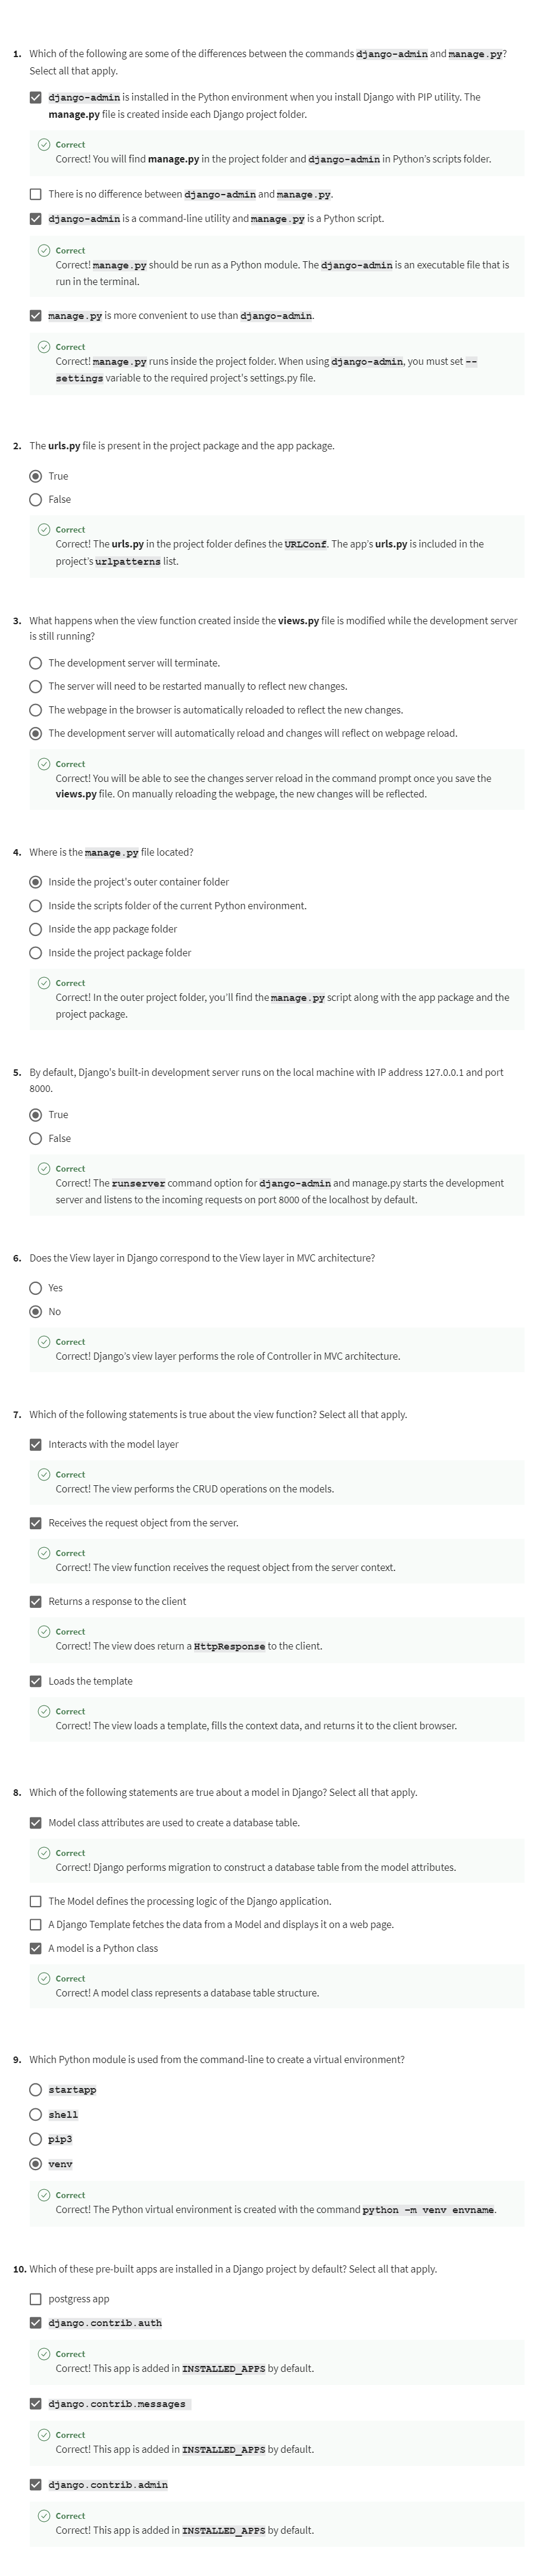 1. Which of the following are some of the differences between the commands django-admin and manage.py?
Select all that apply.
django-admin is installed in the Python environment when you install Django with PIP utility. The
manage.py file is created inside each Django project folder.
Correct
Correct! You will find manage.py in the project folder and django-admin in Python's scripts folder.
There is no difference between django-admin and manage.py.
django-admin is a command-line utility and manage.py is a Python script.
Correct
Correct! manage.py should be run as a Python module. The django-admin is an executable file that is
run in the terminal.
manage.py is more convenient to use than django-admin.
Correct
Correct! manage.py runs inside the project folder. When using django-admin, you must set --
settings variable to the required project's settings.py file.
2. The urls.py file is present in the project package and the app package.
True
False
Correct
Correct! The urls.py in the project folder defines the URLConf. The app's urls.py is included in the
project's urlpatterns list.
3. What happens when the view function created inside the views.py file is modified while the development server
is still running?
The development server will terminate.
The server will need to be restarted manually to reflect new changes.
The webpage in the browser is automatically reloaded to reflect the new changes.
The development server will automatically reload and changes will reflect on webpage reload.
Correct
Correct! You will be able to see the changes server reload in the command prompt once you save the
views.py file. On manually reloading the webpage, the new changes will be reflected.
4. Where is the manage.py file located?
Inside the project's outer container folder
Inside the scripts folder of the current Python environment.
Inside the app package folder
Inside the project package folder
Correct
Correct! In the outer project folder, you'll find the manage.py script along with the app package and the
project package.
5. By default, Django's built-in development server runs on the local machine with IP address 127.0.0.1 and port
8000.
True
False
Correct
Correct! The runserver command option for django-admin and manage.py starts the development
server and listens to the incoming requests on port 8000 of the localhost by default.
6. Does the View layer in Django correspond to the View layer in MVC architecture?
Yes
No
Correct
Correct! Django's view layer performs the role of Controller in MVC architecture.
7. Which of the following statements is true about the view function? Select all that apply.
Interacts with the model layer
Correct
Correct! The view performs the CRUD operations on the models.
Receives the request object from the server.
Correct
Correct! The view function receives the request object from the server context.
Returns a response to the client
Correct
Correct! The view does return a HttpResponse to the client.
Loads the template
Correct
Correct! The view loads a template, fills the context data, and returns it to the client browser.
8. Which of the following statements are true about a model in Django? Select all that apply.
Model class attributes are used to create a database table.
Correct
Correct! Django performs migration to construct a database table from the model attributes.
The Model defines the processing logic of the Django application.
A Django Template fetches the data from a Model and displays it on a web page.
A model is a Python class
Correct
Correct! A model class represents a database table structure.
9. Which Python module is used from the command-line to create a virtual environment?
startapp
shell
pip3
venv
Correct
Correct! The Python virtual environment is created with the command python -m venv envname.
10. Which of these pre-built apps are installed in a Django project by default? Select all that apply.
postgress app
django.contrib.auth
Correct
Correct! This app is added in INSTALLED_APPS by default.
django.contrib.messages
Correct
Correct! This app is added in INSTALLED_APPS by default.
django.contrib.admin
Correct
Correct! This app is added in INSTALLED_APPS by default.